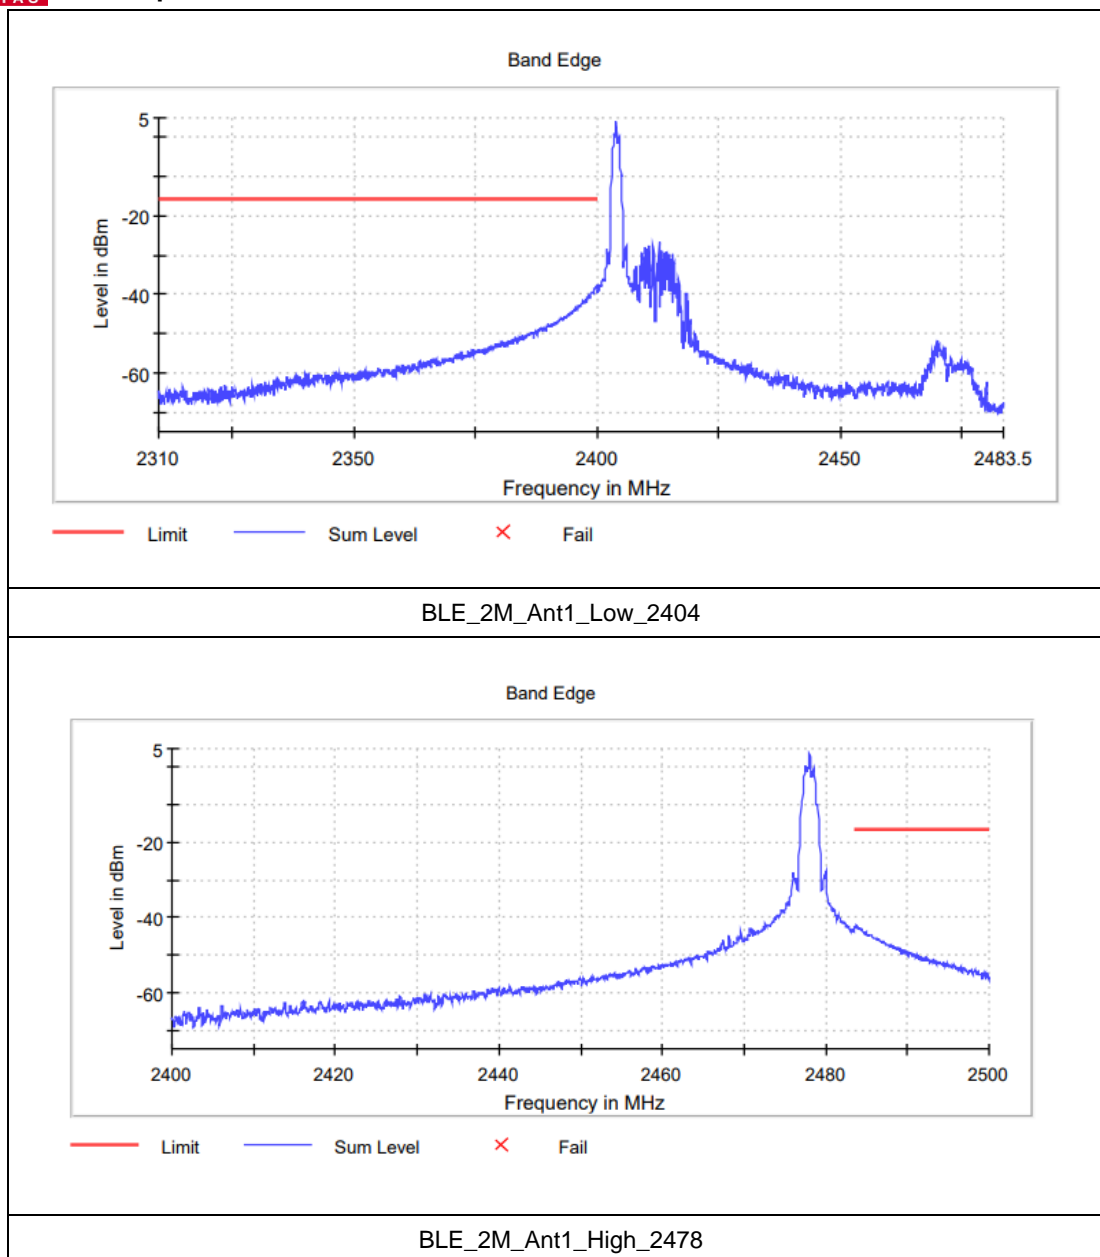 Band Edge
5
-20
-40
-60
Level in dBm
2310 2350 2400 2450 2483.5
Frequency in MHz
Limit Sum Level Fail
BLE_2M_Ant1_Low_2404
Band Edge
5
-20
-40
-60
Level in dBm
2400 2420 2440 2460 2480 2500
Frequency in MHz
Limit Sum Level Fail
BLE_2M_Ant1_High_2478